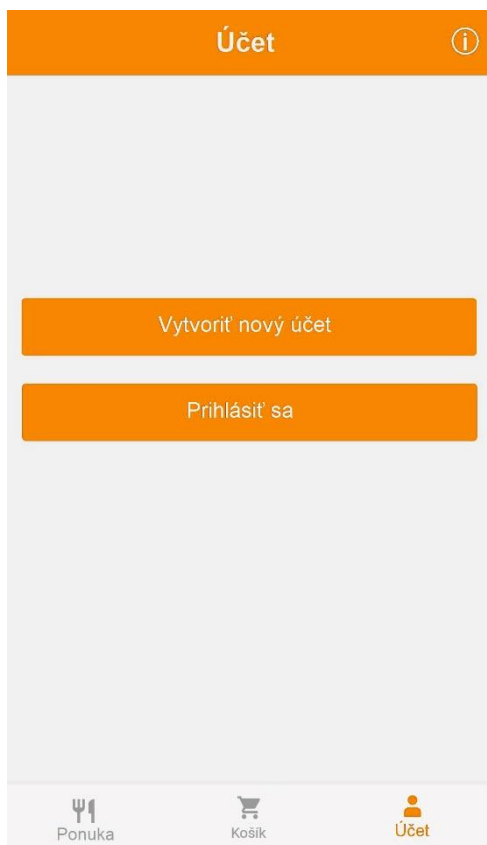 Účet
Vytvoriť nový účet
Prihlásiť sa
Ponuka
Košík
Účet